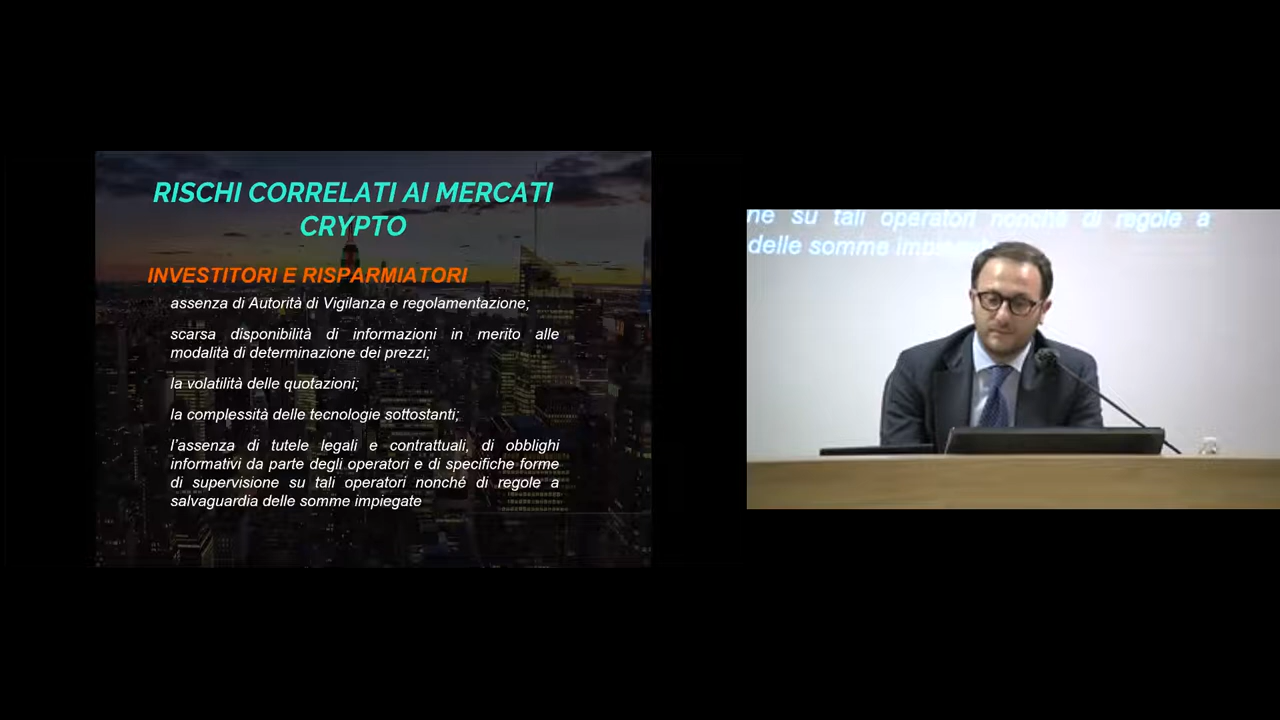 RISCHI CORRELATI AI MERCATI
CRYPTO
INVESTITORI E RISPARMIATORI
assenza di Autorità di Vigilanza e regolamentazione;
scarsa disponibilità di informazioni in merito alle
modalità di determinazione dei prezzi;
la volatilità delle quotazioni;
la complessità delle tecnologie sottostanti;
l'assenza di tutele legali e contrattuali, di obblighi
informativi da parte degli operatori e di specifiche forme
di supervisione su tali operatori nonché di regole a
salvaguardia delle somme impiegate
ne su tali operatori nonché di regole a
delle somme